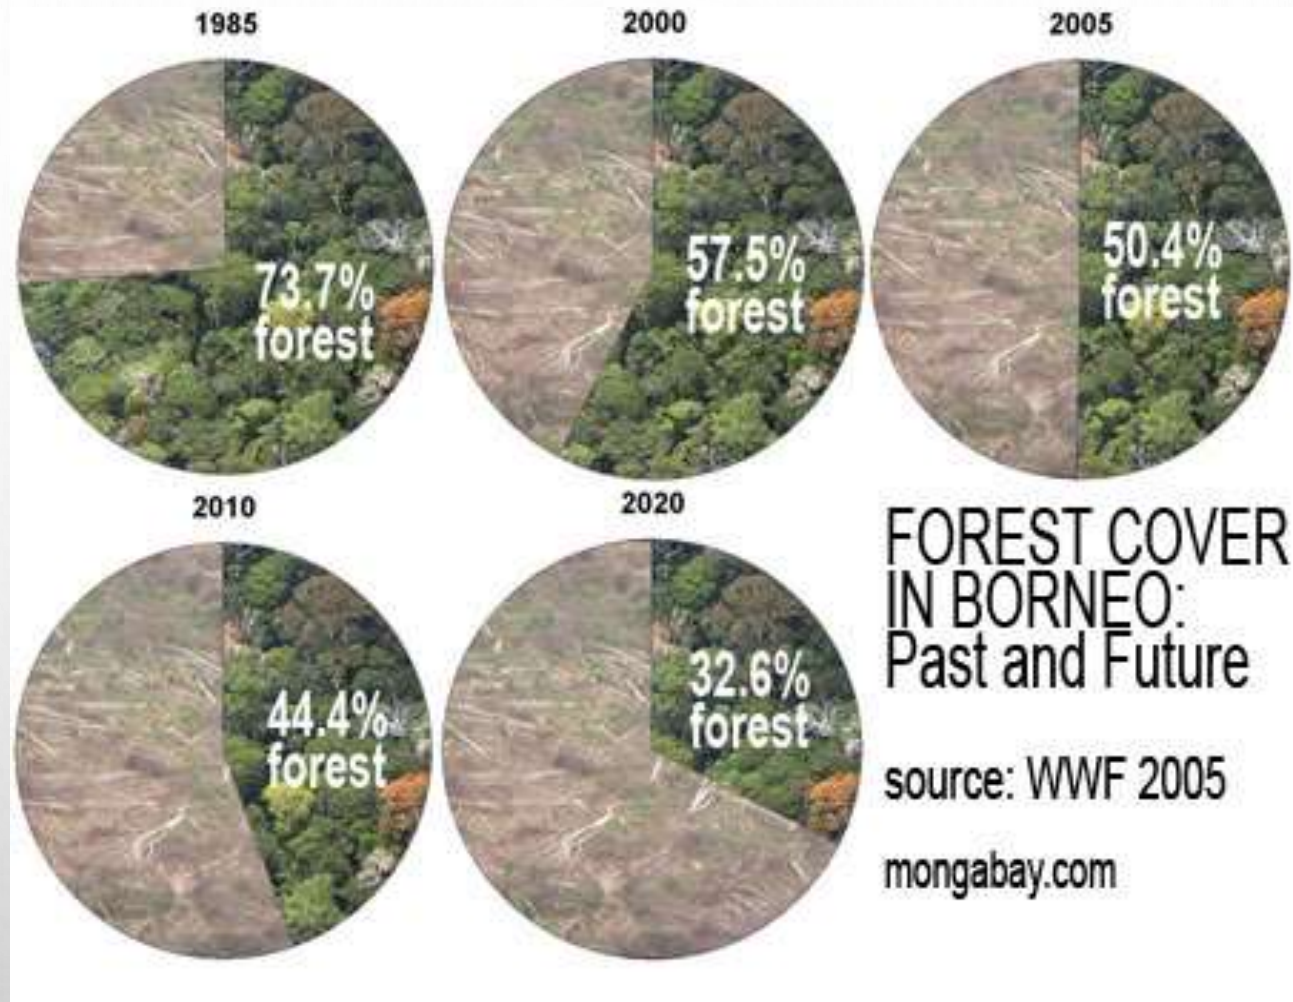 1985
73.7%
forest
2000
57.5%
forest
2005
50.4%
forest
2010
44.4%
forest
2020
32.6%
forest
FOREST COVER
IN BORNEO:
Past and Future
source: WWF 2005
mongabay.com